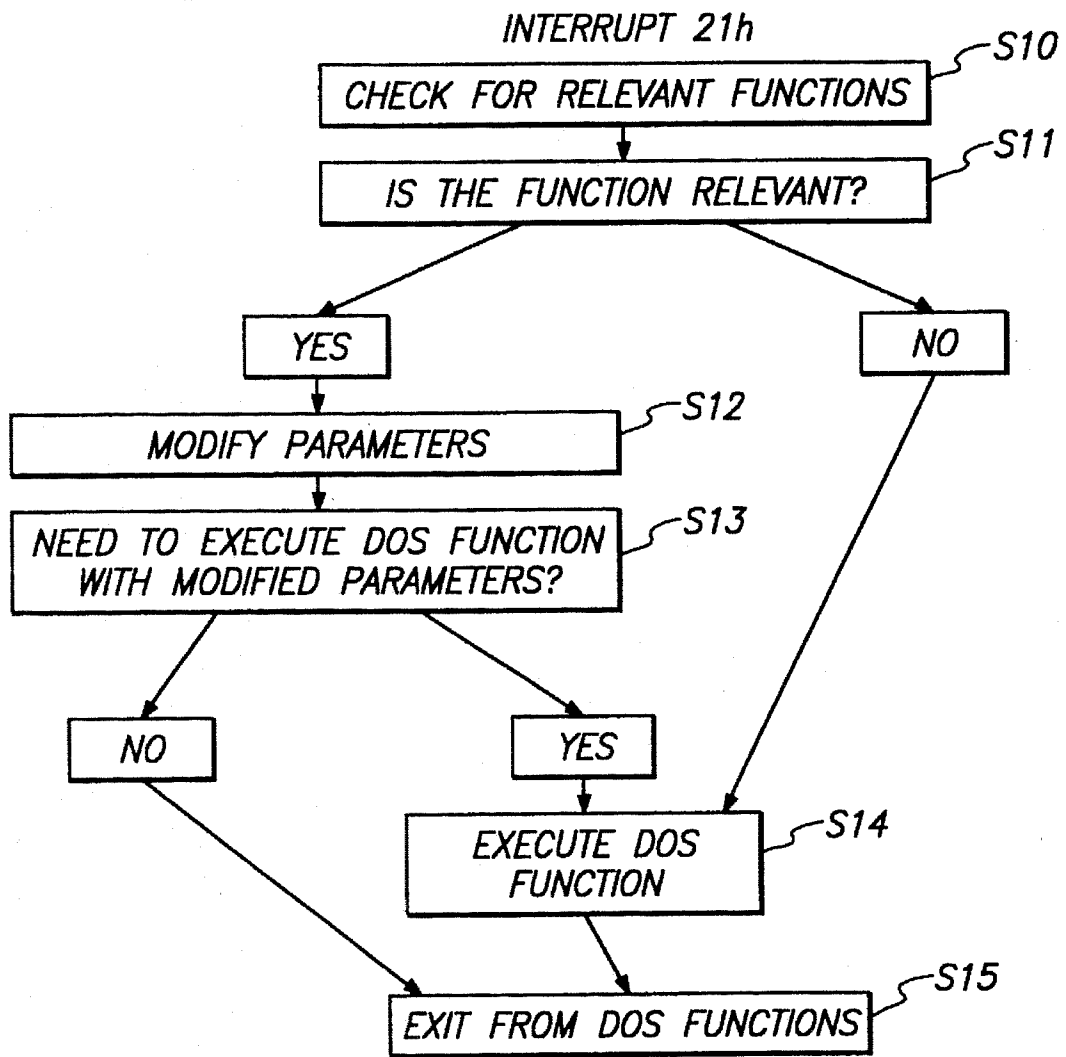 INTERRUPT 21h
S10
CHECK FOR RELEVANT FUNCTIONS
S11
IS THE FUNCTION RELEVANT?
YES
NO
S12
MODIFY PARAMETERS
S13
NEED TO EXECUTE DOS FUNCTION
WITH MODIFIED PARAMETERS?
NO
YES
S14
EXECUTE DOS
FUNCTION
S15
EXIT FROM DOS FUNCTIONS